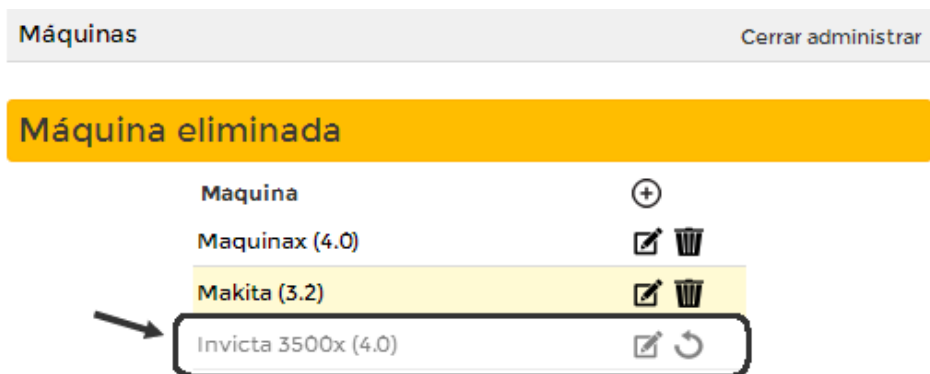 Máquinas Cerrar administrar
Máquina eliminada
Maquina
Maquinax (4.0)
Makita (3.2)
Invicta 3500x (4.0)